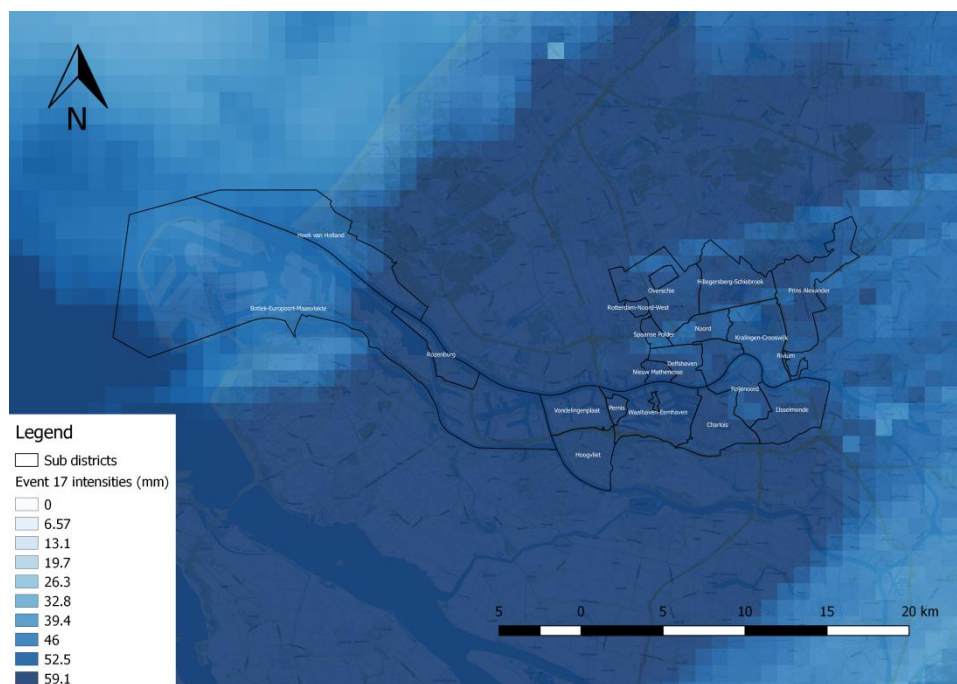 N
Hoek van Holland
Botlek-Europoort-Maasvlakte
Rozenburg
Overschie
Hillegersberg-Schiebroek
Prins Alexander
Rotterdam-Noord-West
Spaanse Polder
Noord
Kralingen-Crooswijk
Delfshaven
Rivium
Nieuw Mathenesse
Feijenoord
Vondelingenplaat
Pernis
Waalhaven-Eemhaven
IJsselmonde
Charlois
Hoogvliet
Legend
Sub districts
Event 17 intensities (mm)
0
6.57
13.1
19.7
26.3
32.8
39.4
46
52.5
59.1
5 0 5 10 15 20 km